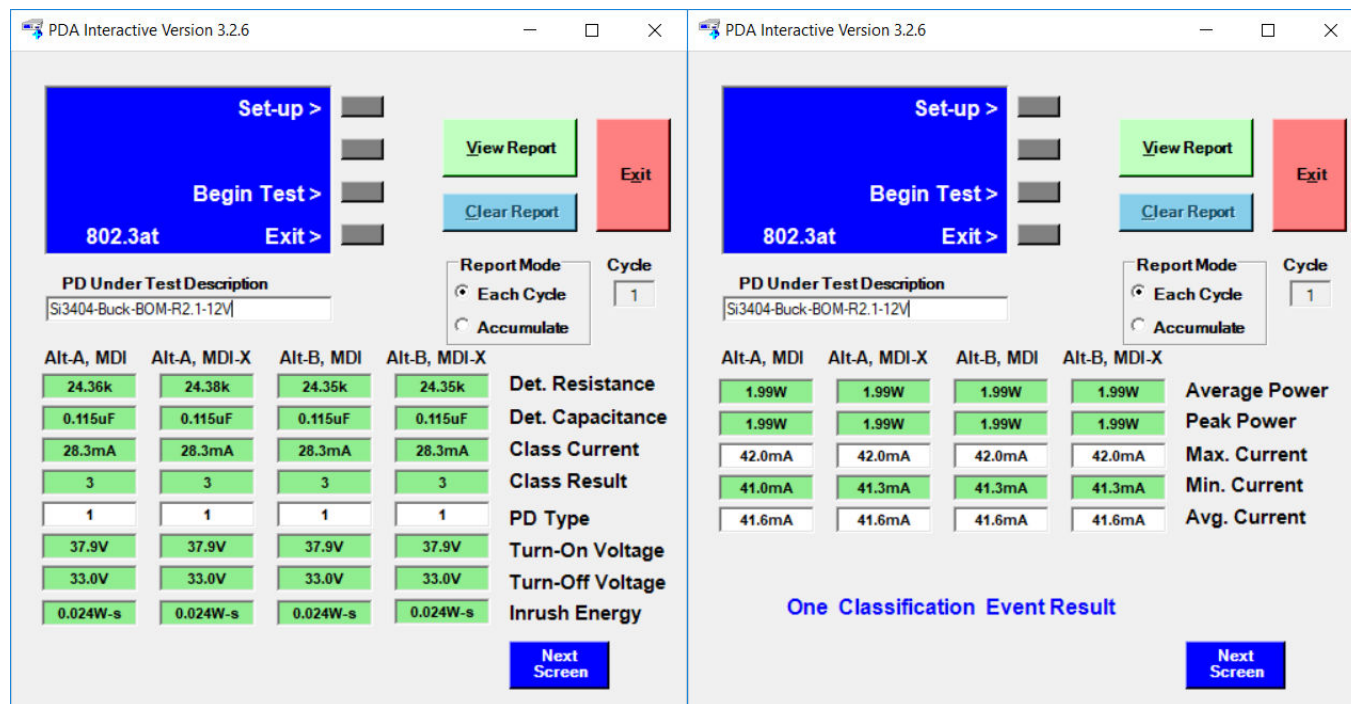 PDA Interactive Version 3.2.6
Set-up >
Begin Test >
802.3at Exit >
View Report
Clear Report
Exit
PD Under Test Description
Si3404-Buck-BOM-R2.1-12V
Report Mode
Each Cycle
Accumulate
Cycle
1
Alt-A, MDI Alt-A, MDI-X Alt-B, MDI Alt-B, MDI-X
24.36k 24.38k 24.35k 24.35k Det. Resistance
0.115uF 0.115uF 0.115uF 0.115uF Det. Capacitance
28.3mA 28.3mA 28.3mA 28.3mA Class Current
3 3 3 3 Class Result
1 1 1 1 PD Type
37.9V 37.9V 37.9V 37.9V Turn-On Voltage
33.0V 33.0V 33.0V 33.0V Turn-Off Voltage
0.024W-s 0.024W-s 0.024W-s 0.024W-s Inrush Energy
Next
Screen
PDA Interactive Version 3.2.6
Set-up >
Begin Test >
802.3at Exit >
View Report
Clear Report
Exit
PD Under Test Description
Si3404-Buck-BOM-R2.1-12V
Report Mode
Each Cycle
Accumulate
Cycle
1
Alt-A, MDI Alt-A, MDI-X Alt-B, MDI Alt-B, MDI-X
1.99W 1.99W 1.99W 1.99W Average Power
1.99W 1.99W 1.99W 1.99W Peak Power
42.0mA 42.0mA 42.0mA 42.0mA Max. Current
41.0mA 41.3mA 41.3mA 41.3mA Min. Current
41.6mA 41.6mA 41.6mA 41.6mA Avg. Current
One Classification Event Result
Next
Screen